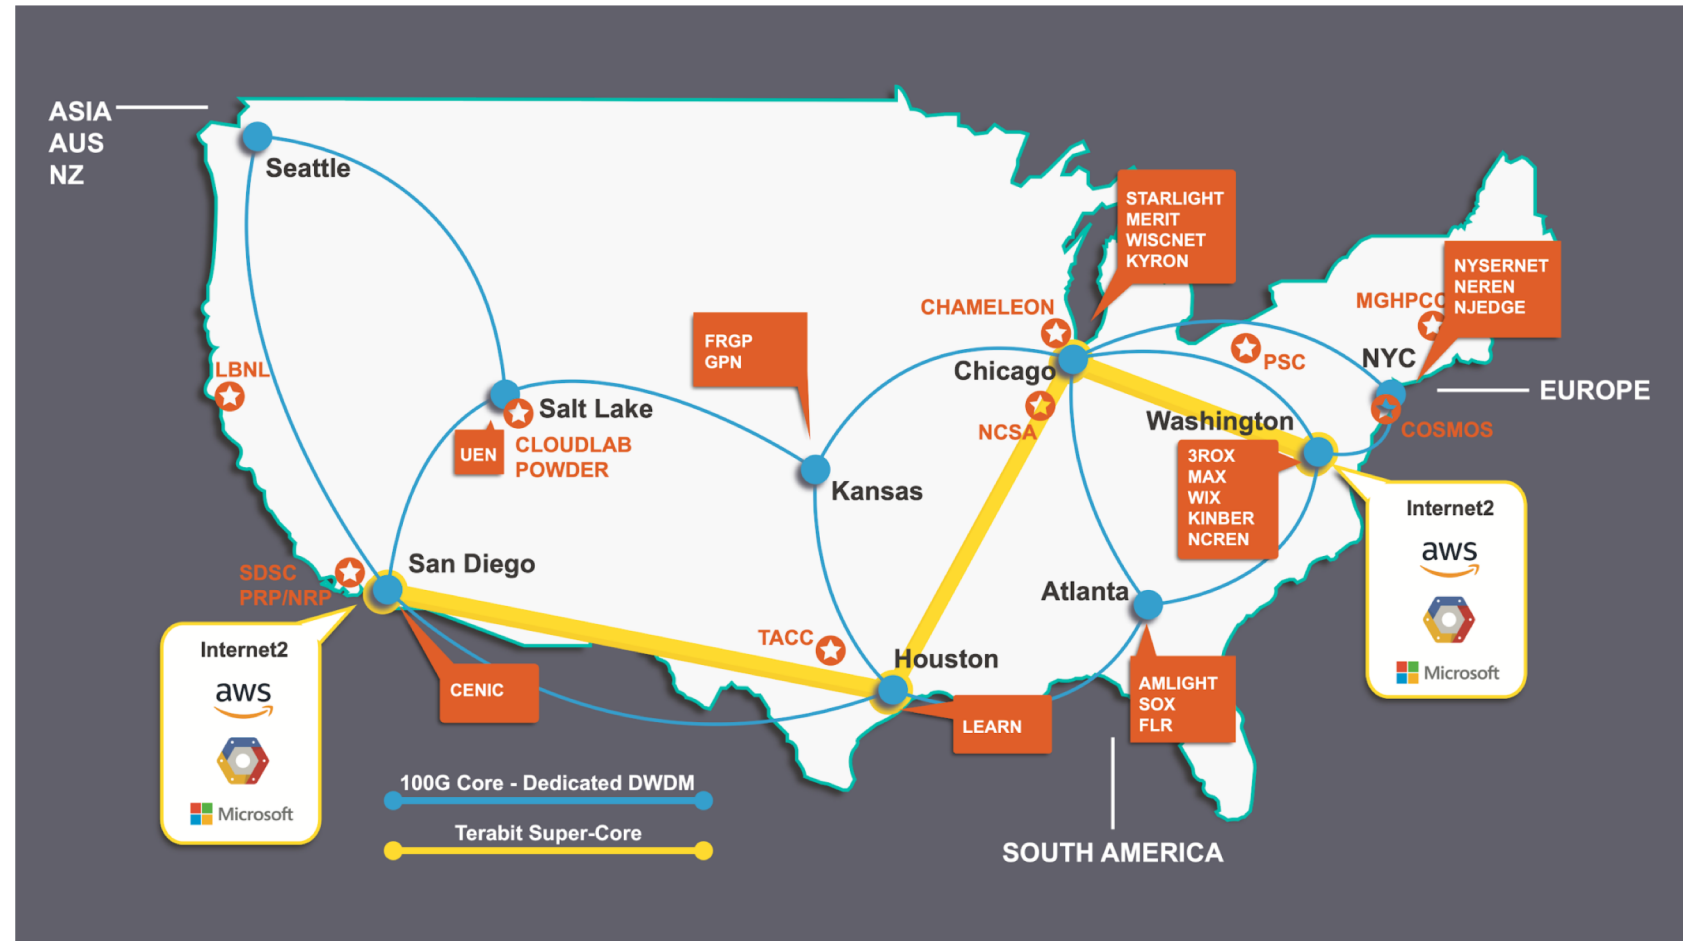 ASIA
AUS
NZ
Seattle
STARLIGHT
MERIT
WISCNET
KYRON
NYSERNET
NEREN
NJEDGE
MGHPCC
CHAMELEON
FRGP
GPN
LBNL
Chicago
PSC
NYC
EUROPE
Salt Lake
UEN
CLOUDLAB
POWDER
NCSA
Washington
COSMOS
3ROX
MAX
WIX
KINBER
NCREN
Kansas
Internet2
aws
Microsoft
San Diego
SDSC
PRP/NRP
Atlanta
TACC
Houston
Internet2
aws
Microsoft
CENIC
LEARN
AMLIGHT
SOX
FLR
100G Core - Dedicated DWDM
Terabit Super-Core
SOUTH AMERICA